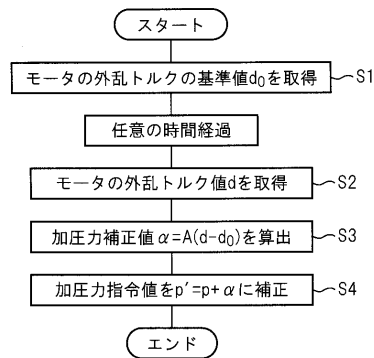 スタート
モータの外乱トルクの基準値d₀を取得 S1
任意の時間経過
モータの外乱トルク値dを取得 S2
加圧力補正値α=A(d-d₀)を算出 S3
加圧力指令値をp′=p+αに補正 S4
エンド